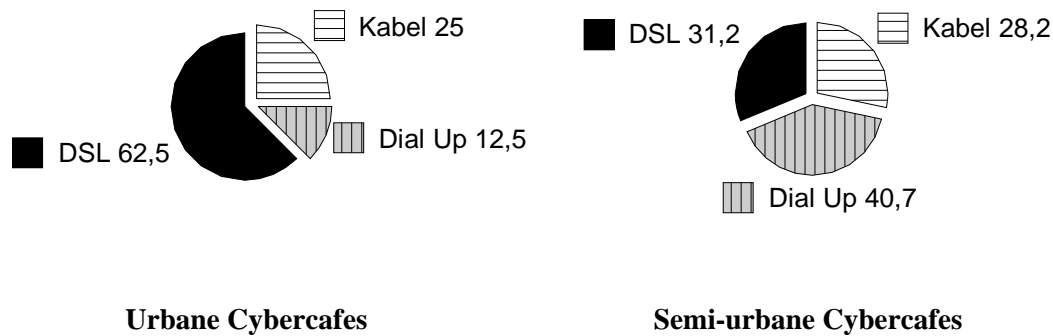 Kabel 25
DSL 62,5
Dial Up 12,5
Urbane Cybercafes
DSL 31,2
Kabel 28,2
Dial Up 40,7
Semi-urbane Cybercafes